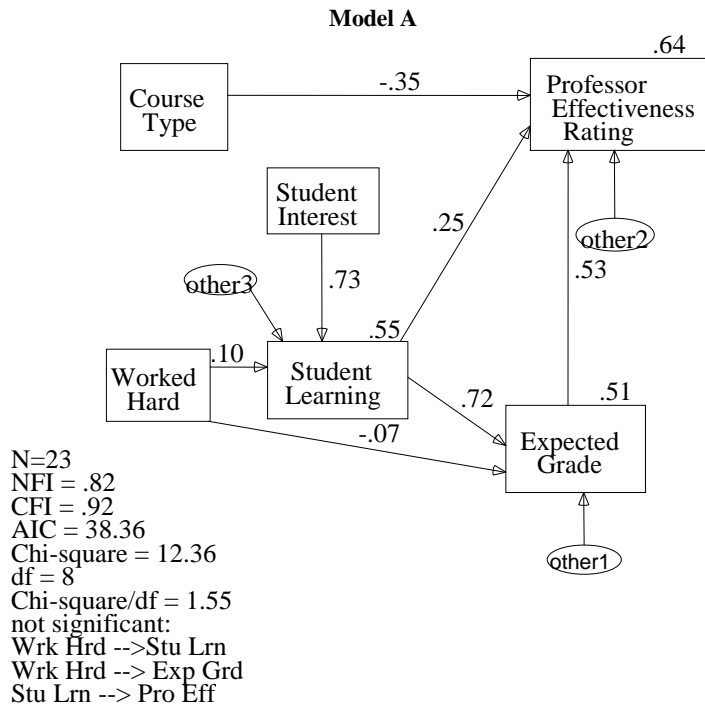 Model A
.64
Course
Type
-.35
Professor
Effectiveness
Rating
Student
Interest
.25
other2
.53
other3
.73
.55
.10
Worked
Hard
Student
Learning
.72
.51
-.07
Expected
Grade
other1
N=23
NFI = .82
CFI = .92
AIC = 38.36
Chi-square = 12.36
df = 8
Chi-square/df = 1.55
not significant:
Wrk Hrd -->Stu Lrn
Wrk Hrd --> Exp Grd
Stu Lrn --> Pro Eff